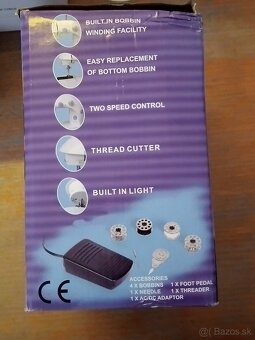 BUILT.IN BOBBIN
WINDING FACILITY
EASY REPLACEMENT
OF BOTTOM BOBBIN
TWO SPEED CONTROL
THREAD CUTTER
BUILT IN LIGHT
ACCESSORIES
4 X BOBBINS 1 X FOOT PEDAL
1 X NEEDLE 1 X THREADER
1 X AC/DC ADAPTOR
CE
bazos.sk